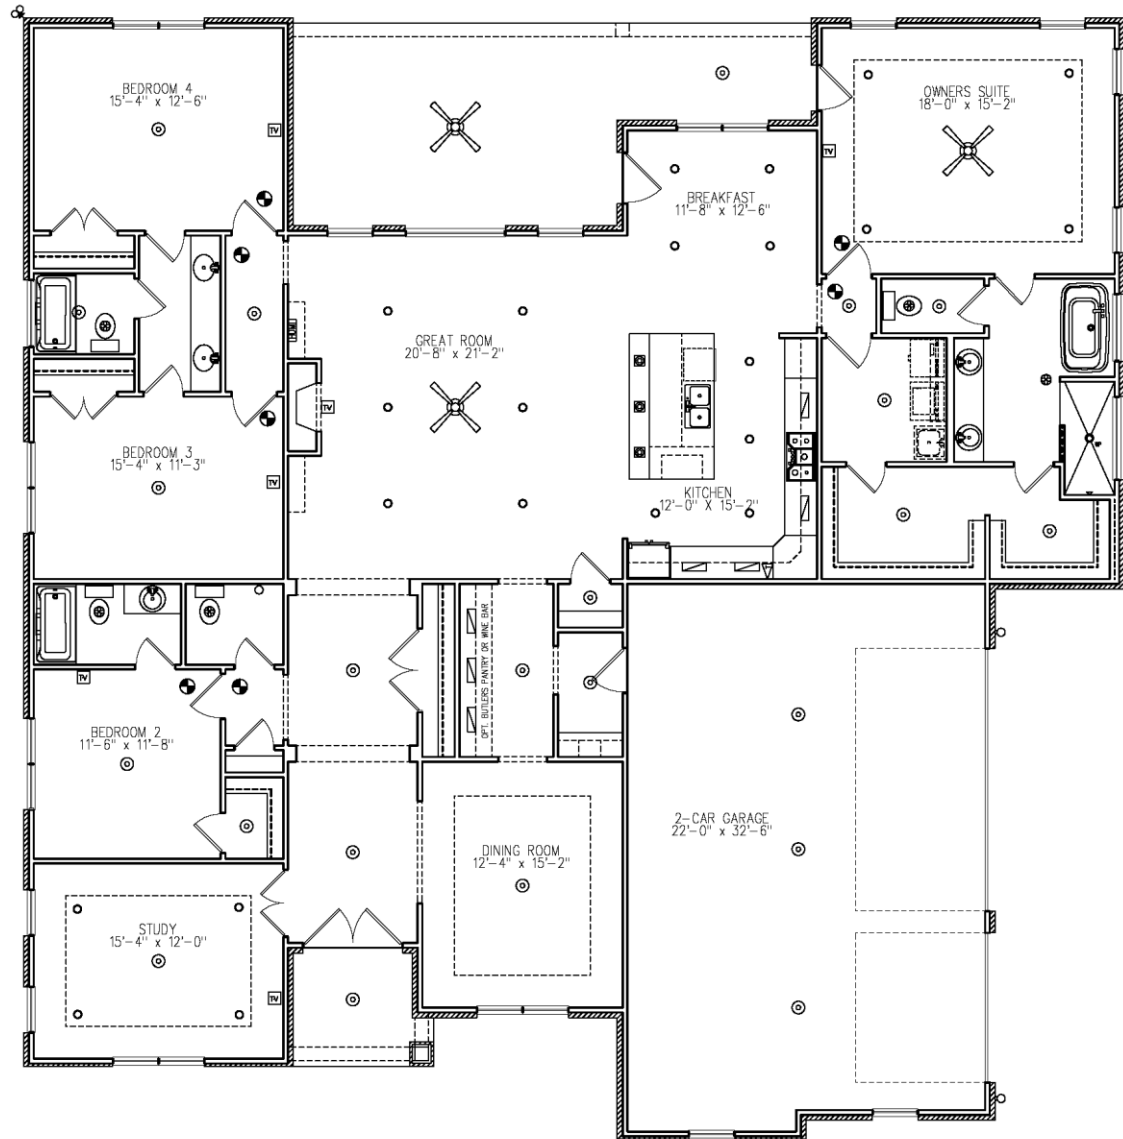 BEDROOM 4
15'-4" x 12'-6"
TV
OWNERS SUITE
18'-0" x 15'-2"
TV
BREAKFAST
11'-8" x 12'-6"
GREAT ROOM
20'-8" x 21'-2"
TV
BEDROOM 3
15'-4" x 11'-3"
TV
KITCHEN
12'-0" X 15'-2"
OPT. BUTLERS PANTRY OR WINE BAR
TV
BEDROOM 2
11'-6" x 11'-8"
2-CAR GARAGE
22'-0" x 32'-6"
DINING ROOM
12'-4" x 15'-2"
STUDY
15'-4" x 12'-0"
TV